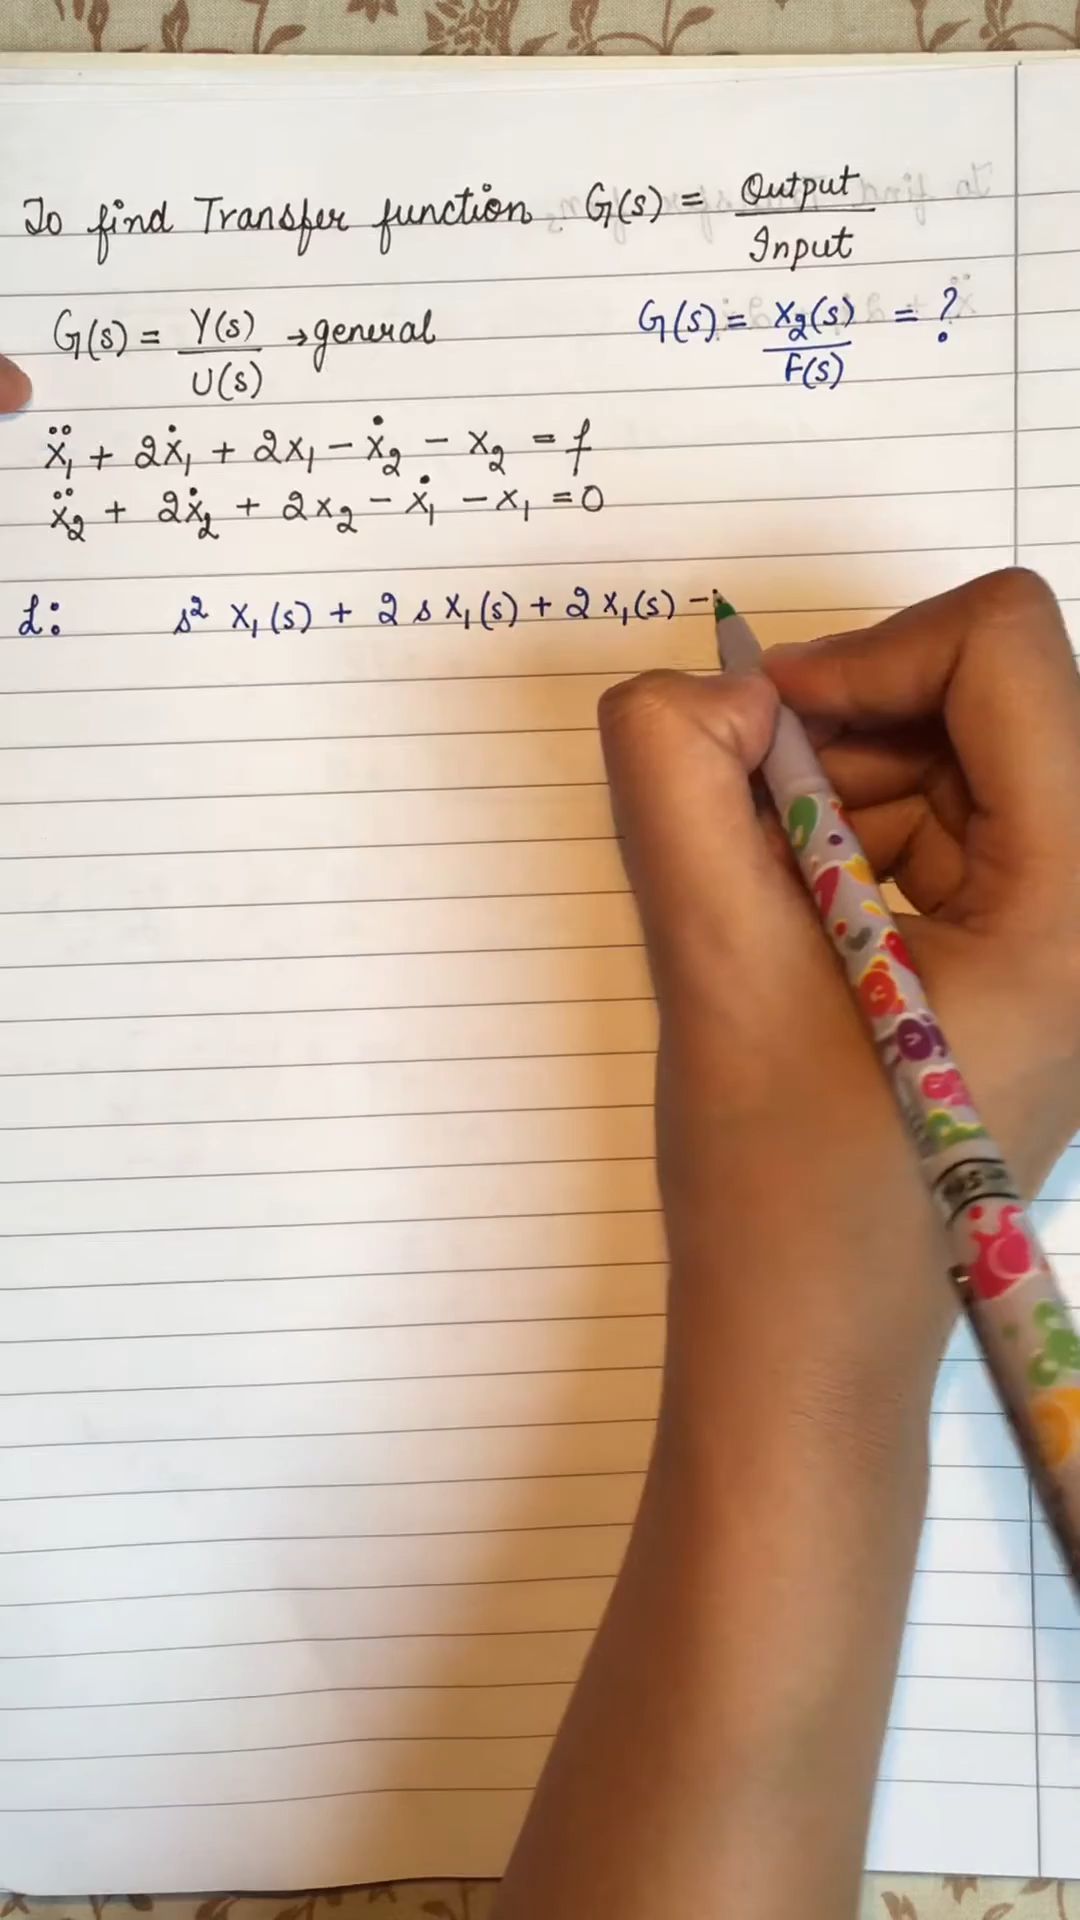 To find Transfer function G(s) = Output / Input
G(s) = Y(s) / U(s) → general
G(s) = X₂(s) / F(s) = ?
ẍ₁ + 2ẋ₁ + 2x₁ − ẋ₂ − x₂ = f
ẍ₂ + 2ẋ₂ + 2x₂ − ẋ₁ − x₁ = 0
ℒ: s² X₁(s) + 2 s X₁(s) + 2 X₁(s) −